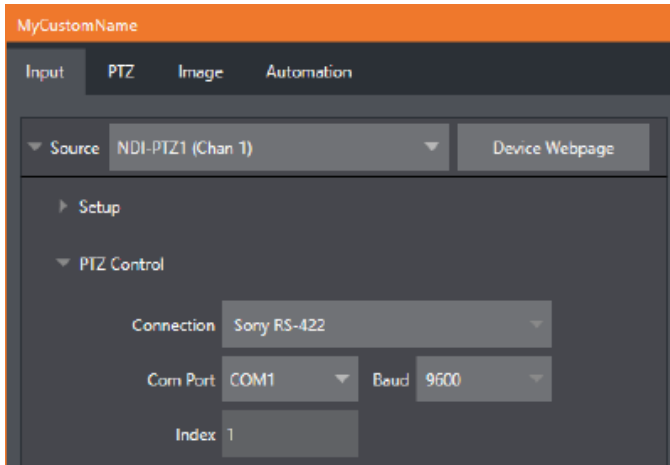 MyCustomName
Input PTZ Image Automation
Source NDI-PTZ1 (Chan 1) Device Webpage
Setup
PTZ Control
Connection Sony RS-422
Com Port COM1 Baud 9600
Index 1